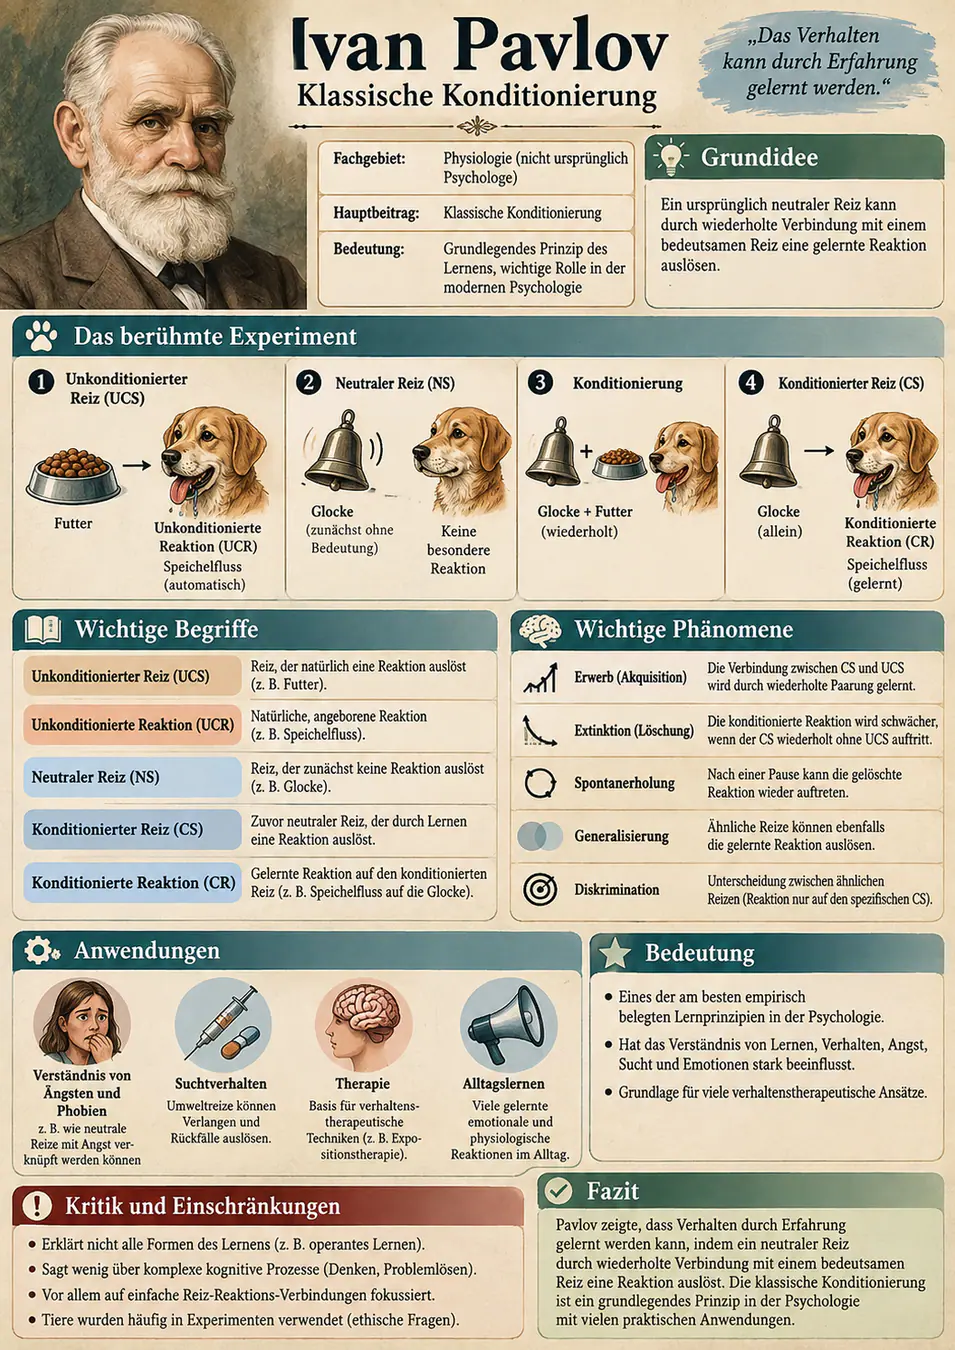 Ivan Pavlov
Klassische Konditionierung
„Das Verhalten
kann durch Erfahrung
gelernt werden.“
Fachgebiet: Physiologie (nicht ursprünglich
Psychologe)
Hauptbeitrag: Klassische Konditionierung
Bedeutung: Grundlegendes Prinzip des
Lernens, wichtige Rolle in der
modernen Psychologie
Grundidee
Ein ursprünglich neutraler Reiz kann
durch wiederholte Verbindung mit einem
bedeutsamen Reiz eine gelernte Reaktion
auslösen.
Das berühmte Experiment
1 Unkonditionierter
Reiz (UCS)
Futter
Unkonditionierte
Reaktion (UCR)
Speichelfluss
(automatisch)
2 Neutraler Reiz (NS)
Glocke
(zunächst ohne
Bedeutung)
Keine
besondere
Reaktion
3 Konditionierung
+
Glocke + Futter
(wiederholt)
4 Konditionierter Reiz (CS)
Glocke
(allein)
Konditionierte
Reaktion (CR)
Speichelfluss
(gelernt)
Wichtige Begriffe
Unkonditionierter Reiz (UCS)
Reiz, der natürlich eine Reaktion auslöst
(z. B. Futter).
Unkonditionierte Reaktion (UCR)
Natürliche, angeborene Reaktion
(z. B. Speichelfluss).
Neutraler Reiz (NS)
Reiz, der zunächst keine Reaktion auslöst
(z. B. Glocke).
Konditionierter Reiz (CS)
Zuvor neutraler Reiz, der durch Lernen
eine Reaktion auslöst.
Konditionierte Reaktion (CR)
Gelernte Reaktion auf den konditionierten
Reiz (z. B. Speichelfluss auf die Glocke).
Wichtige Phänomene
Erwerb (Akquisition)
Die Verbindung zwischen CS und UCS
wird durch wiederholte Paarung gelernt.
Extinktion (Löschung)
Die konditionierte Reaktion wird schwächer,
wenn der CS wiederholt ohne UCS auftritt.
Spontanerholung
Nach einer Pause kann die gelöschte
Reaktion wieder auftreten.
Generalisierung
Ähnliche Reize können ebenfalls
die gelernte Reaktion auslösen.
Diskrimination
Unterscheidung zwischen ähnlichen
Reizen (Reaktion nur auf den spezifischen CS).
Anwendungen
Verständnis von
Ängsten und
Phobien
z. B. wie neutrale
Reize mit Angst ver-
knüpft werden können
Suchtverhalten
Umweltreize können
Verlangen und
Rückfälle auslösen.
Therapie
Basis für verhaltens-
therapeutische
Techniken (z. B. Expo-
sitionstherapie).
Alltagslernen
Viele gelernte
emotionale und
physiologische
Reaktionen im Alltag.
Bedeutung
• Eines der am besten empirisch
belegten Lernprinzipien in der Psychologie.
• Hat das Verständnis von Lernen, Verhalten, Angst,
Sucht und Emotionen stark beeinflusst.
• Grundlage für viele verhaltenstherapeutische Ansätze.
Kritik und Einschränkungen
• Erklärt nicht alle Formen des Lernens (z. B. operantes Lernen).
• Sagt wenig über komplexe kognitive Prozesse (Denken, Problemlösen).
• Vor allem auf einfache Reiz-Reaktions-Verbindungen fokussiert.
• Tiere wurden häufig in Experimenten verwendet (ethische Fragen).
Fazit
Pavlov zeigte, dass Verhalten durch Erfahrung
gelernt werden kann, indem ein neutraler Reiz
durch wiederholte Verbindung mit einem bedeutsamen
Reiz eine Reaktion auslöst. Die klassische Konditionierung
ist ein grundlegendes Prinzip in der Psychologie
mit vielen praktischen Anwendungen.